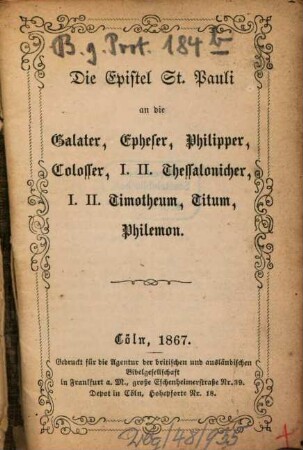 B. g. Prot. 184 b
Die Epistel St. Pauli
an die
Galater, Epheser, Philipper,
Colosser, I. II. Thessalonicher,
I. II. Timotheum, Titum,
Philemon.
Cöln, 1867.
Gedruckt für die Agentur der britischen und ausländischen
Bibelgesellschaft
in Franlfurt a. M., große Eschenheimerstraße Nr. 39.
Depot in Cöln, Hohepforte Nr. 18.